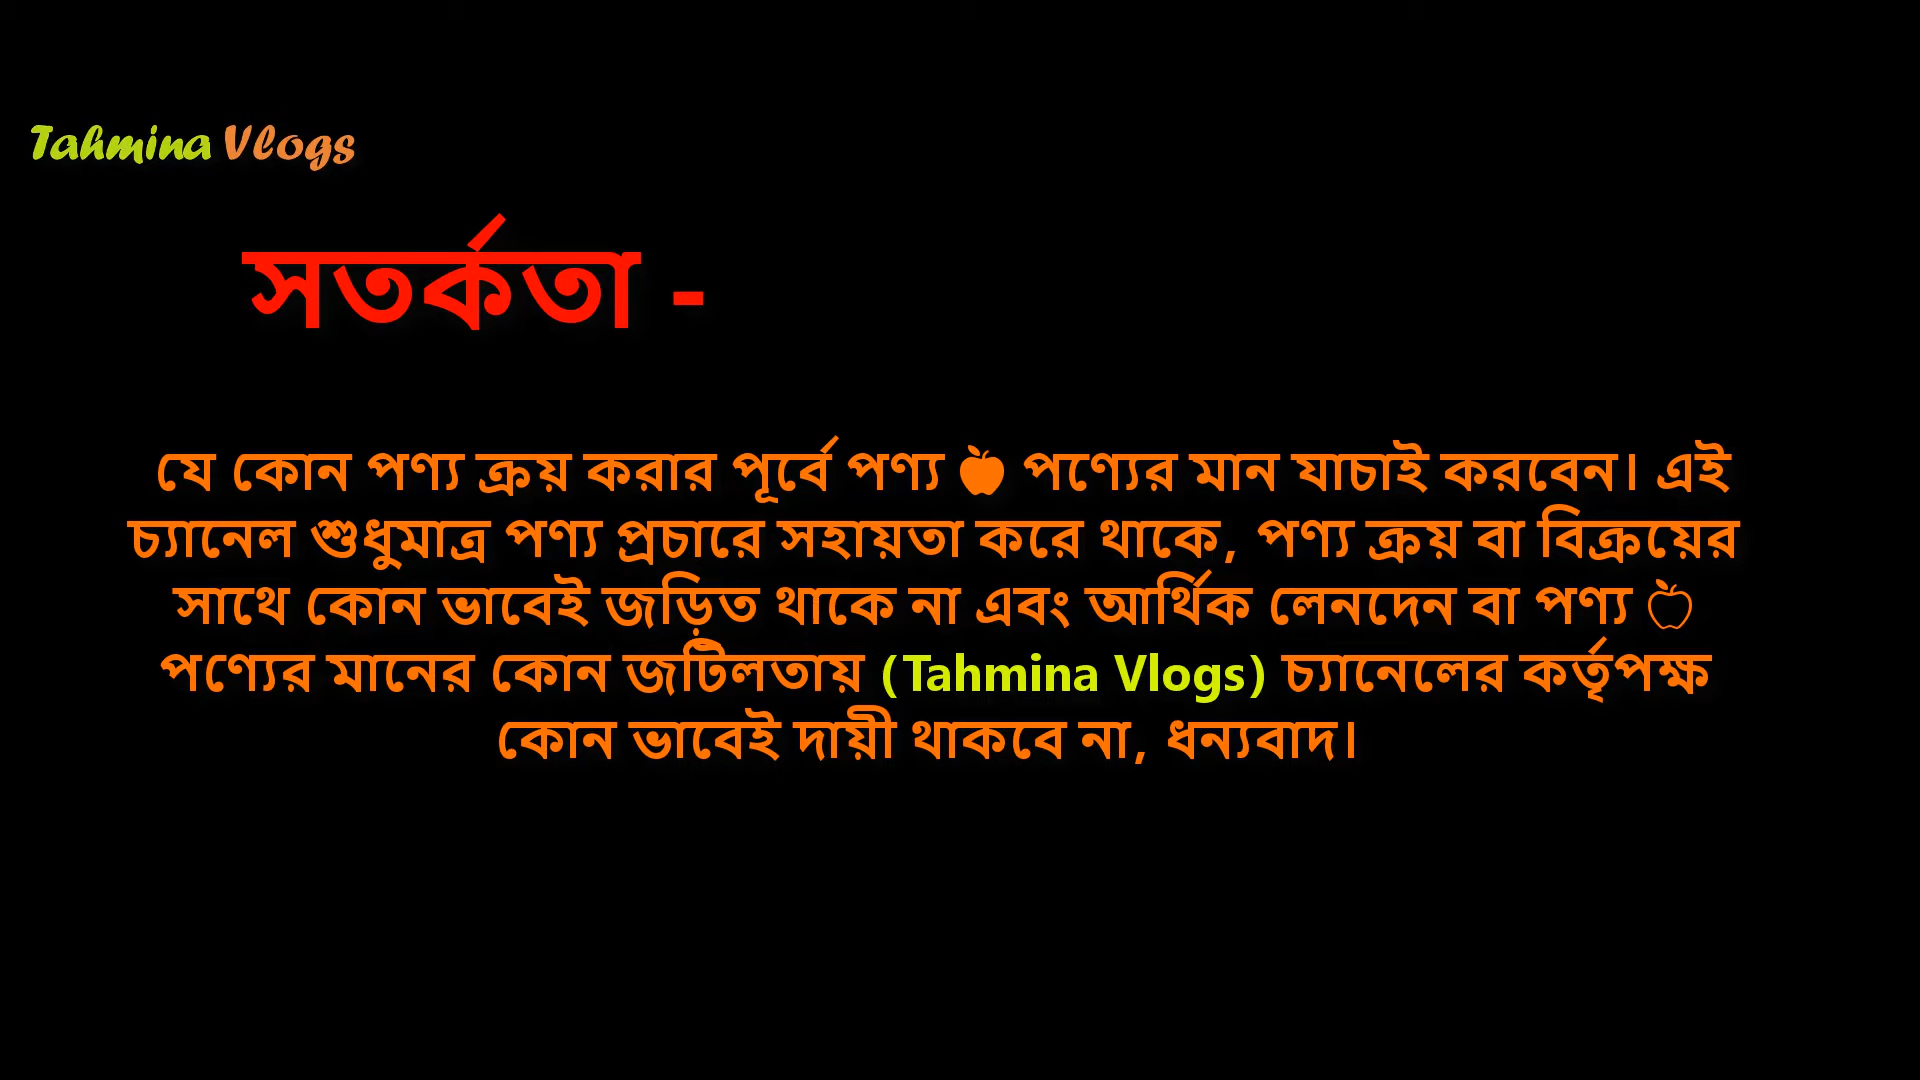 Tahmina Vlogs
সতর্কতা -
যে কোন পণ্য ক্রয় করার পূর্বে পণ্য 🍎 পণ্যের মান যাচাই করবেন। এই
চ্যানেল শুধুমাত্র পণ্য প্রচারে সহায়তা করে থাকে, পণ্য ক্রয় বা বিক্রয়ের
সাথে কোন ভাবেই জড়িত থাকে না এবং আর্থিক লেনদেন বা পণ্য 🍎
পণ্যের মানের কোন জটিলতায় (Tahmina Vlogs) চ্যানেলের কর্তৃপক্ষ
কোন ভাবেই দায়ী থাকবে না, ধন্যবাদ।